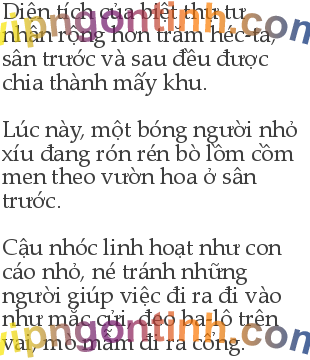 Diện tích của biệt thự tư
nhân rộng hơn trăm héc-ta,
sân trước và sau đều được
chia thành mấy khu.
Lúc này, một bóng người nhỏ
xíu đang rón rén bò lồm cồm
men theo vườn hoa ở sân
trước.
Cậu nhóc linh hoạt như con
cáo nhỏ, né tránh những
người giúp việc đi ra đi vào
như mắc cửi, đeo ba lô trên
vai, mò mẫm đi ra cổng.
vipngontinh.com
vipngontinh.com